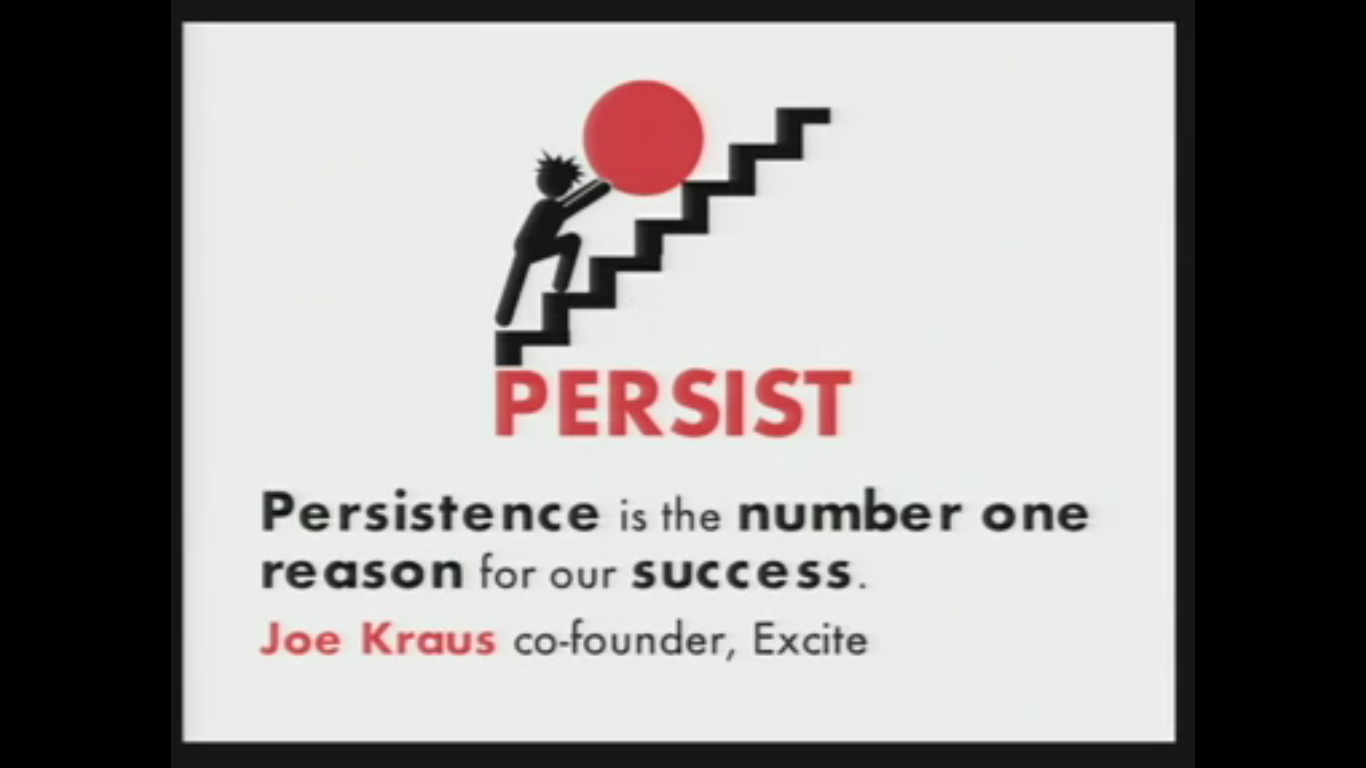 PERSIST
Persistence is the number one
reason for our success.
Joe Kraus co-founder, Excite